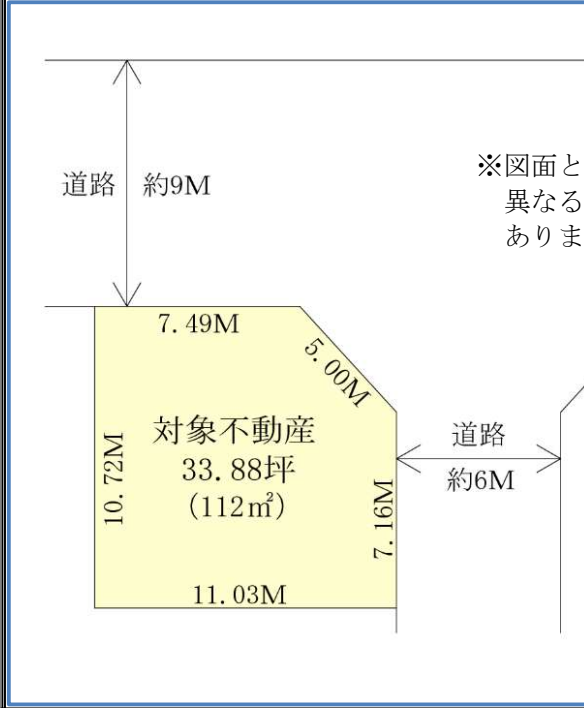 道路 約9M
※図面と
異なる
ありま
7.49M
5.00M
対象不動産
33.88坪
(112㎡)
10.72M
7.16M
11.03M
道路
約6M